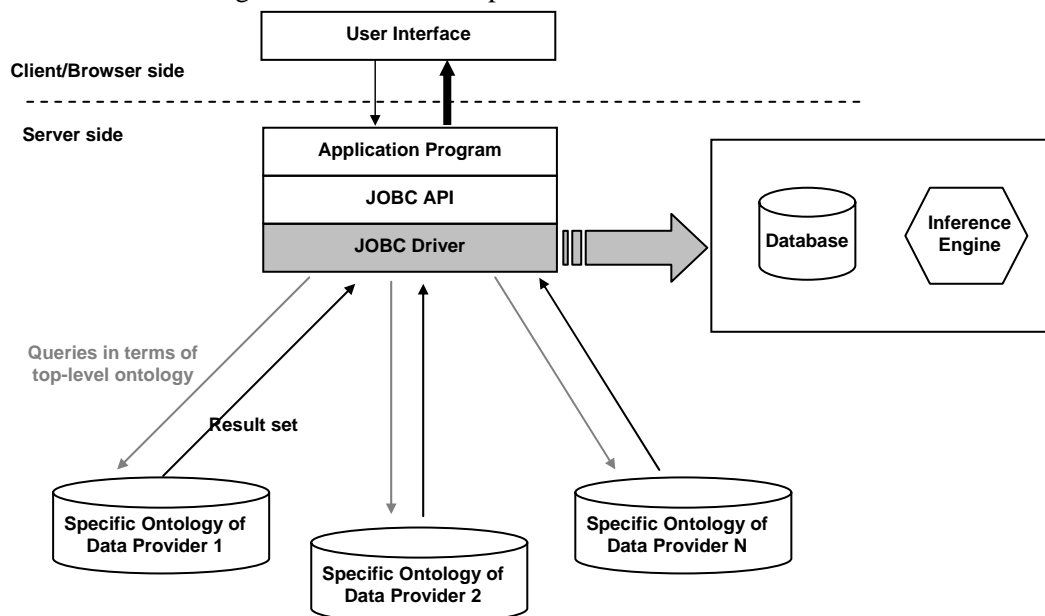 User Interface
Client/Browser side
Server side
Application Program
JOBC API
JOBC Driver
Database
Inference
Engine
Queries in terms of
top-level ontology
Result set
Specific Ontology of
Data Provider 1
Specific Ontology of
Data Provider 2
Specific Ontology of
Data Provider N